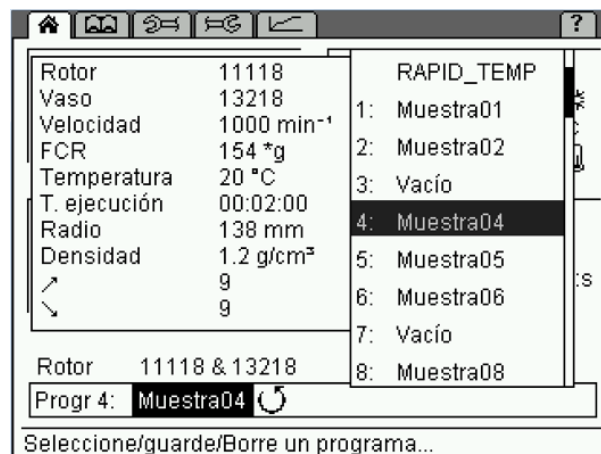 ?
Rotor 11118
Vaso 13218
Velocidad 1000 min⁻¹
FCR 154 *g
Temperatura 20 °C
T. ejecución 00:02:00
Radio 138 mm
Densidad 1.2 g/cm³
↗ 9
↘ 9
RAPID_TEMP
1: Muestra01
2: Muestra02
3: Vacío
4: Muestra04
5: Muestra05
6: Muestra06
7: Vacío
8: Muestra08
:s
Rotor 11118 & 13218
Progr 4: Muestra04
Seleccione/guarde/Borre un programa...